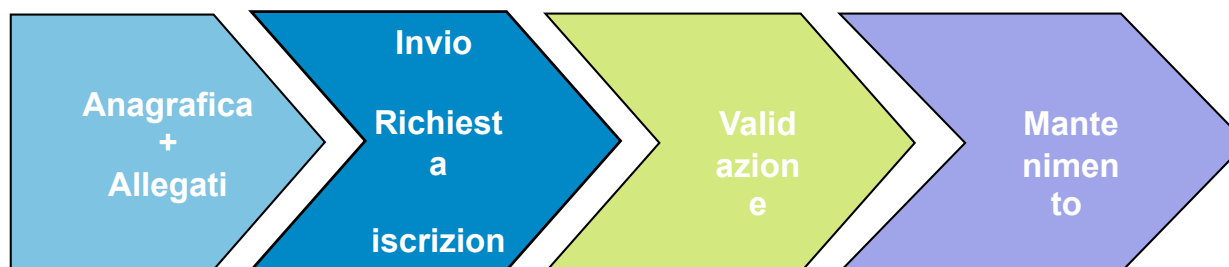 Anagrafica
+
Allegati
Invio
Richiest
a
iscrizion
Valid
azion
e
Mante
nimen
to